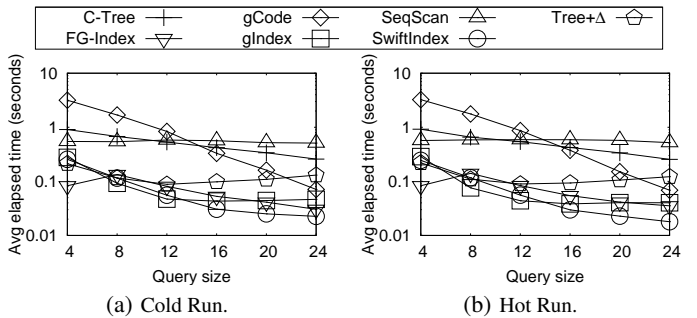 C-Tree gCode SeqScan Tree+Δ
FG-Index gIndex SwiftIndex
Avg elapsed time (seconds)
10
1
0.1
0.01
4 8 12 16 20 24
Query size
(a) Cold Run.
Avg elapsed time (seconds)
10
1
0.1
0.01
4 8 12 16 20 24
Query size
(b) Hot Run.